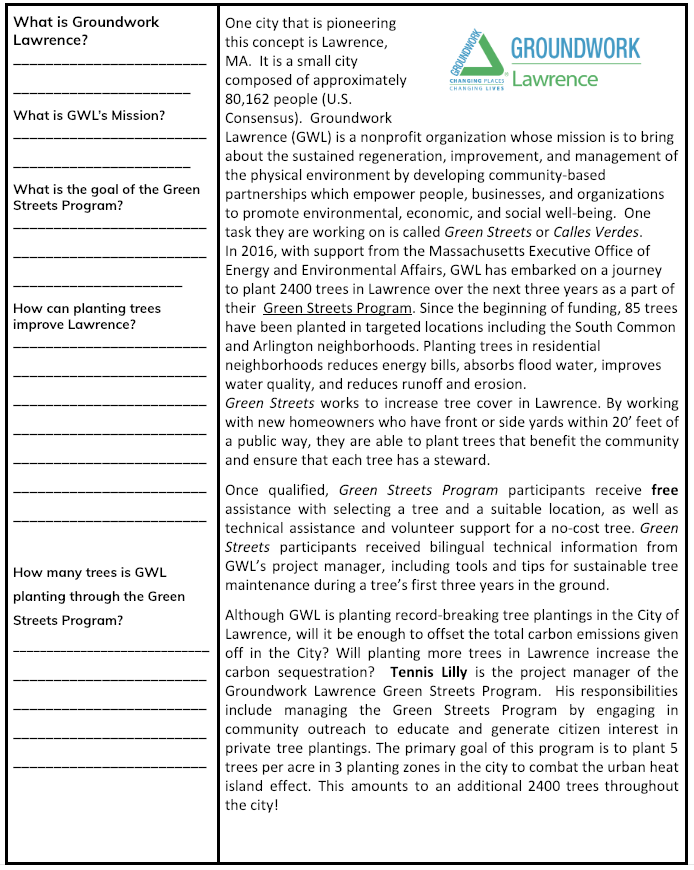 What is Groundwork
Lawrence?
__________________________
________________________
What is GWL's Mission?
__________________________
________________________
What is the goal of the Green
Streets Program?
__________________________
__________________________
_______________________
How can planting trees
improve Lawrence?
__________________________
__________________________
__________________________
__________________________
__________________________
__________________________
__________________________
How many trees is GWL
planting through the Green
Streets Program?
__________________________
__________________________
__________________________
__________________________
__________________________
One city that is pioneering
this concept is Lawrence,
MA.  It is a small city
composed of approximately
80,162 people (U.S.
Consensus).  Groundwork
GROUNDWORK
CHANGING PLACES
CHANGING LIVES
GROUNDWORK
Lawrence
Lawrence (GWL) is a nonprofit organization whose mission is to bring
about the sustained regeneration, improvement, and management of
the physical environment by developing community-based
partnerships which empower people, businesses, and organizations
to promote environmental, economic, and social well-being.  One
task they are working on is called Green Streets or Calles Verdes.
In 2016, with support from the Massachusetts Executive Office of
Energy and Environmental Affairs, GWL has embarked on a journey
to plant 2400 trees in Lawrence over the next three years as a part of
their  Green Streets Program. Since the beginning of funding, 85 trees
have been planted in targeted locations including the South Common
and Arlington neighborhoods. Planting trees in residential
neighborhoods reduces energy bills, absorbs flood water, improves
water quality, and reduces runoff and erosion.
Green Streets works to increase tree cover in Lawrence. By working
with new homeowners who have front or side yards within 20' feet of
a public way, they are able to plant trees that benefit the community
and ensure that each tree has a steward.
Once qualified, Green Streets Program participants receive free
assistance with selecting a tree and a suitable location, as well as
technical assistance and volunteer support for a no-cost tree. Green
Streets participants received bilingual technical information from
GWL's project manager, including tools and tips for sustainable tree
maintenance during a tree's first three years in the ground.
Although GWL is planting record-breaking tree plantings in the City of
Lawrence, will it be enough to offset the total carbon emissions given
off in the City? Will planting more trees in Lawrence increase the
carbon sequestration?  Tennis Lilly is the project manager of the
Groundwork Lawrence Green Streets Program.  His responsibilities
include managing the Green Streets Program by engaging in
community outreach to educate and generate citizen interest in
private tree plantings. The primary goal of this program is to plant 5
trees per acre in 3 planting zones in the city to combat the urban heat
island effect. This amounts to an additional 2400 trees throughout
the city!